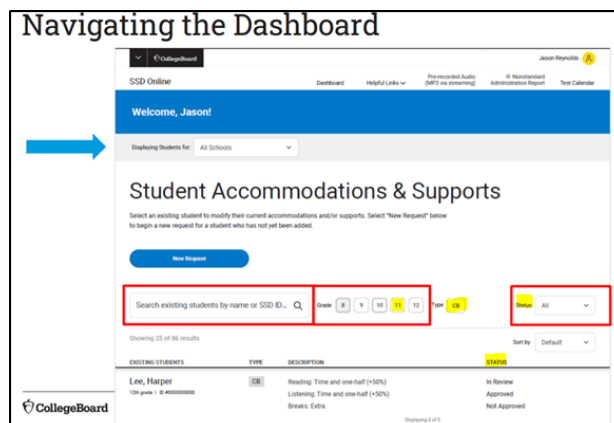 Navigating the Dashboard
CollegeBoard
Jason Reynolds
SSD Online
Dashboard
Helpful Links
Pre-recorded Audio
(MP3 via streaming)
Nonstandard
Administration Report
Test Calendar
Welcome, Jason!
Displaying Students for:
All Schools
Student Accommodations & Supports
Select an existing student to modify their current accommodations and/or supports. Select "New Request" below
to begin a new request for a student who has not yet been added.
New Request
Search existing students by name or SSD ID...
Grade 8 9 10 11 12
Type CB
Status All
Showing 25 of 86 results
Sort by Default
EXISTING STUDENTS TYPE DESCRIPTION STATUS
Lee, Harper CB Reading: Time and one-half (+50%) In Review
12th grade | ID #0000000000 Listening: Time and one-half (+50%) Approved
Breaks: Extra Not Approved
Displaying 3 of 3
CollegeBoard